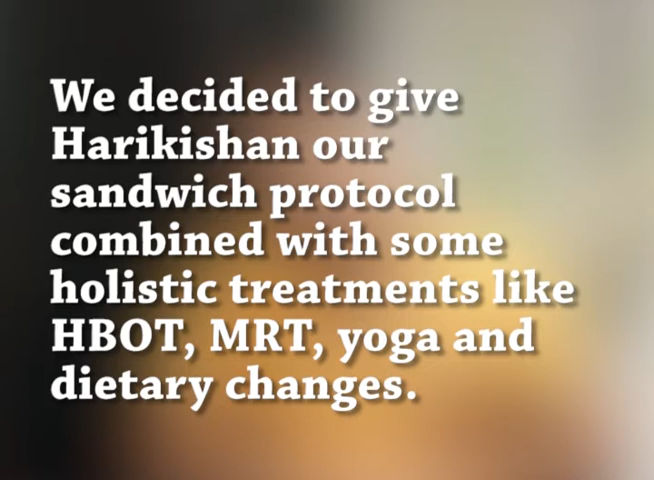 We decided to give
Harikishan our
sandwich protocol
combined with some
holistic treatments like
HBOT, MRT, yoga and
dietary changes.